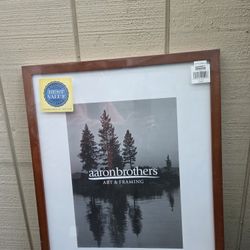 BEST
VALUE
aaronbrothers
ART & FRAMING